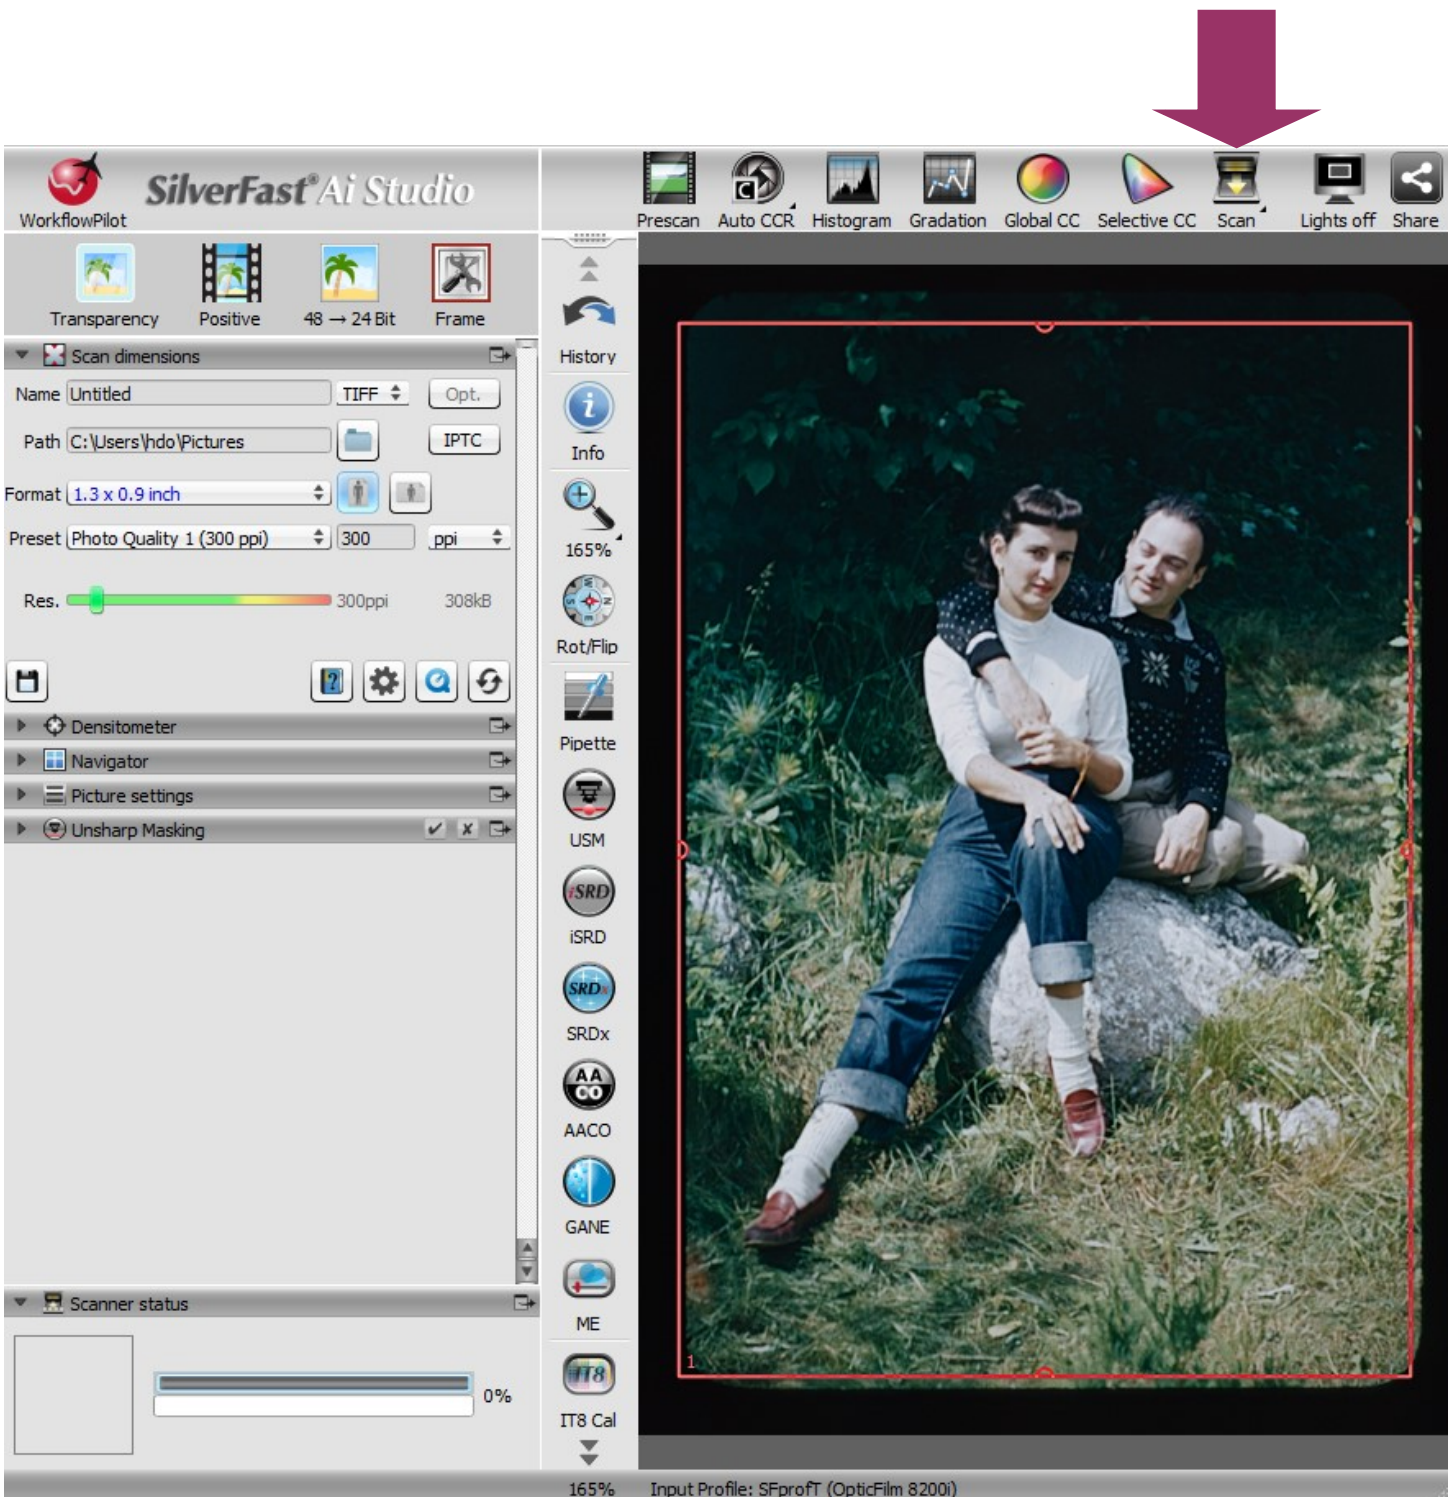 SilverFast® Ai Studio
WorkflowPilot
Prescan
Auto CCR
Histogram
Gradation
Global CC
Selective CC
Scan
Lights off
Share
Transparency
Positive
48 → 24 Bit
Frame
Scan dimensions
Name Untitled TIFF Opt.
Path C:\Users\hdo\Pictures IPTC
Format 1.3 x 0.9 inch
Preset Photo Quality 1 (300 ppi) 300 ppi
Res. 300ppi 308kB
Densitometer
Navigator
Picture settings
Unsharp Masking
Scanner status
0%
History
Info
165%
Rot/Flip
Pipette
USM
iSRD
iSRD
SRDx
SRDx
AACO
AACO
GANE
ME
IT8
IT8 Cal
1
165% Input Profile: SFprofT (OpticFilm 8200i)